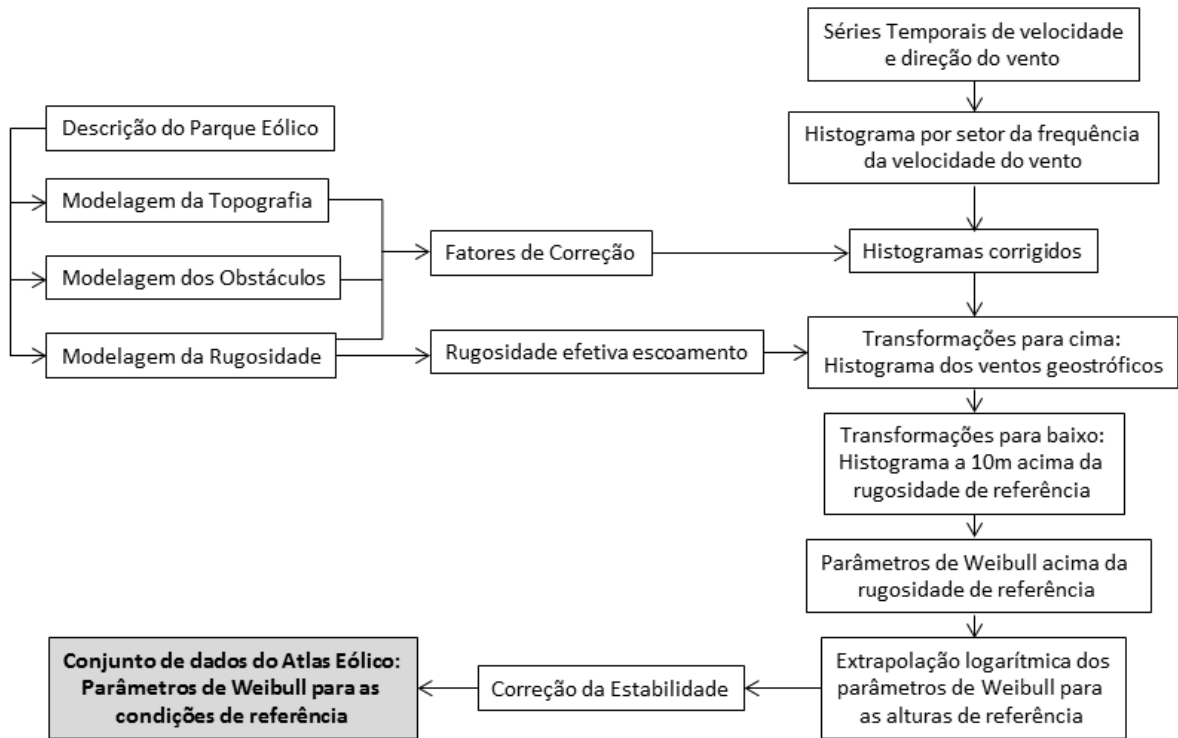 Séries Temporais de velocidade
e direção do vento
Descrição do Parque Eólico
Histograma por setor da frequência
da velocidade do vento
Modelagem da Topografia
Fatores de Correção
Histogramas corrigidos
Modelagem dos Obstáculos
Modelagem da Rugosidade
Rugosidade efetiva escoamento
Transformações para cima:
Histograma dos ventos geostróficos
Transformações para baixo:
Histograma a 10m acima da
rugosidade de referência
Parâmetros de Weibull acima da
rugosidade de referência
Extrapolação logarítmica dos
parâmetros de Weibull para
as alturas de referência
Correção da Estabilidade
Conjunto de dados do Atlas Eólico:
Parâmetros de Weibull para as
condições de referência